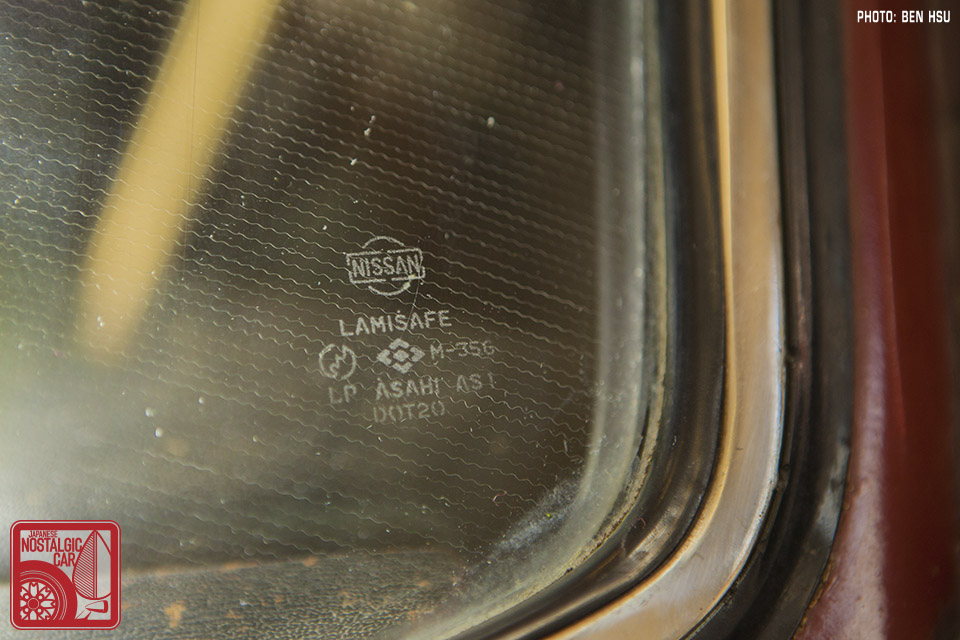 PHOTO: BEN HSU
NISSAN
LAMISAFE
M-356
LP ASAHI AS1
DOT20
JAPANESE
NOSTALGIC
CAR